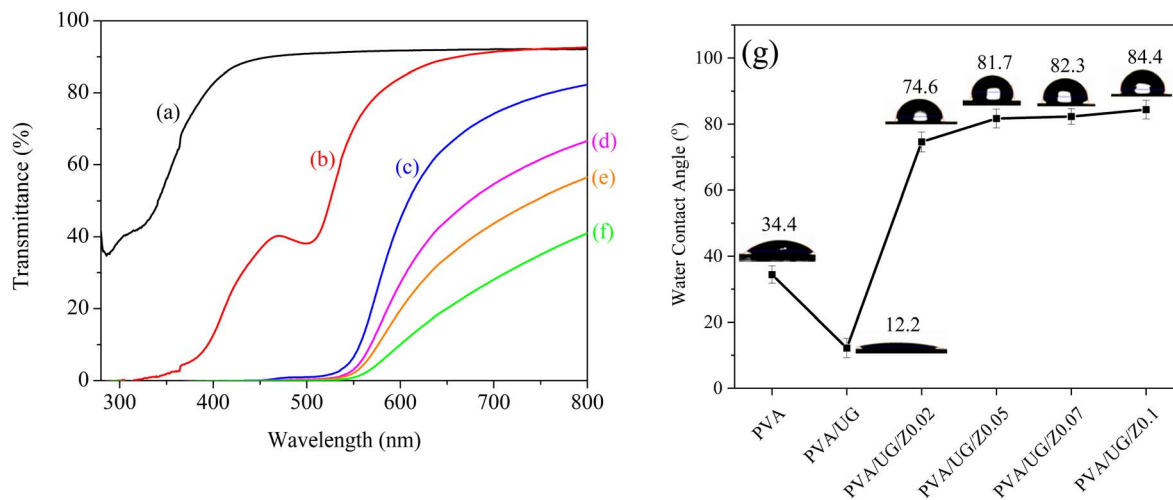 100
80
60
40
20
0
Transmittance (%)
300
400
500
600
700
800
Wavelength (nm)
(a)
(b)
(c)
(d)
(e)
(f)
(g)
100
80
60
40
20
0
Water Contact Angle (º)
34.4
12.2
74.6
81.7
82.3
84.4
PVA
PVA/UG
PVA/UG/Z0.02
PVA/UG/Z0.05
PVA/UG/Z0.07
PVA/UG/Z0.1